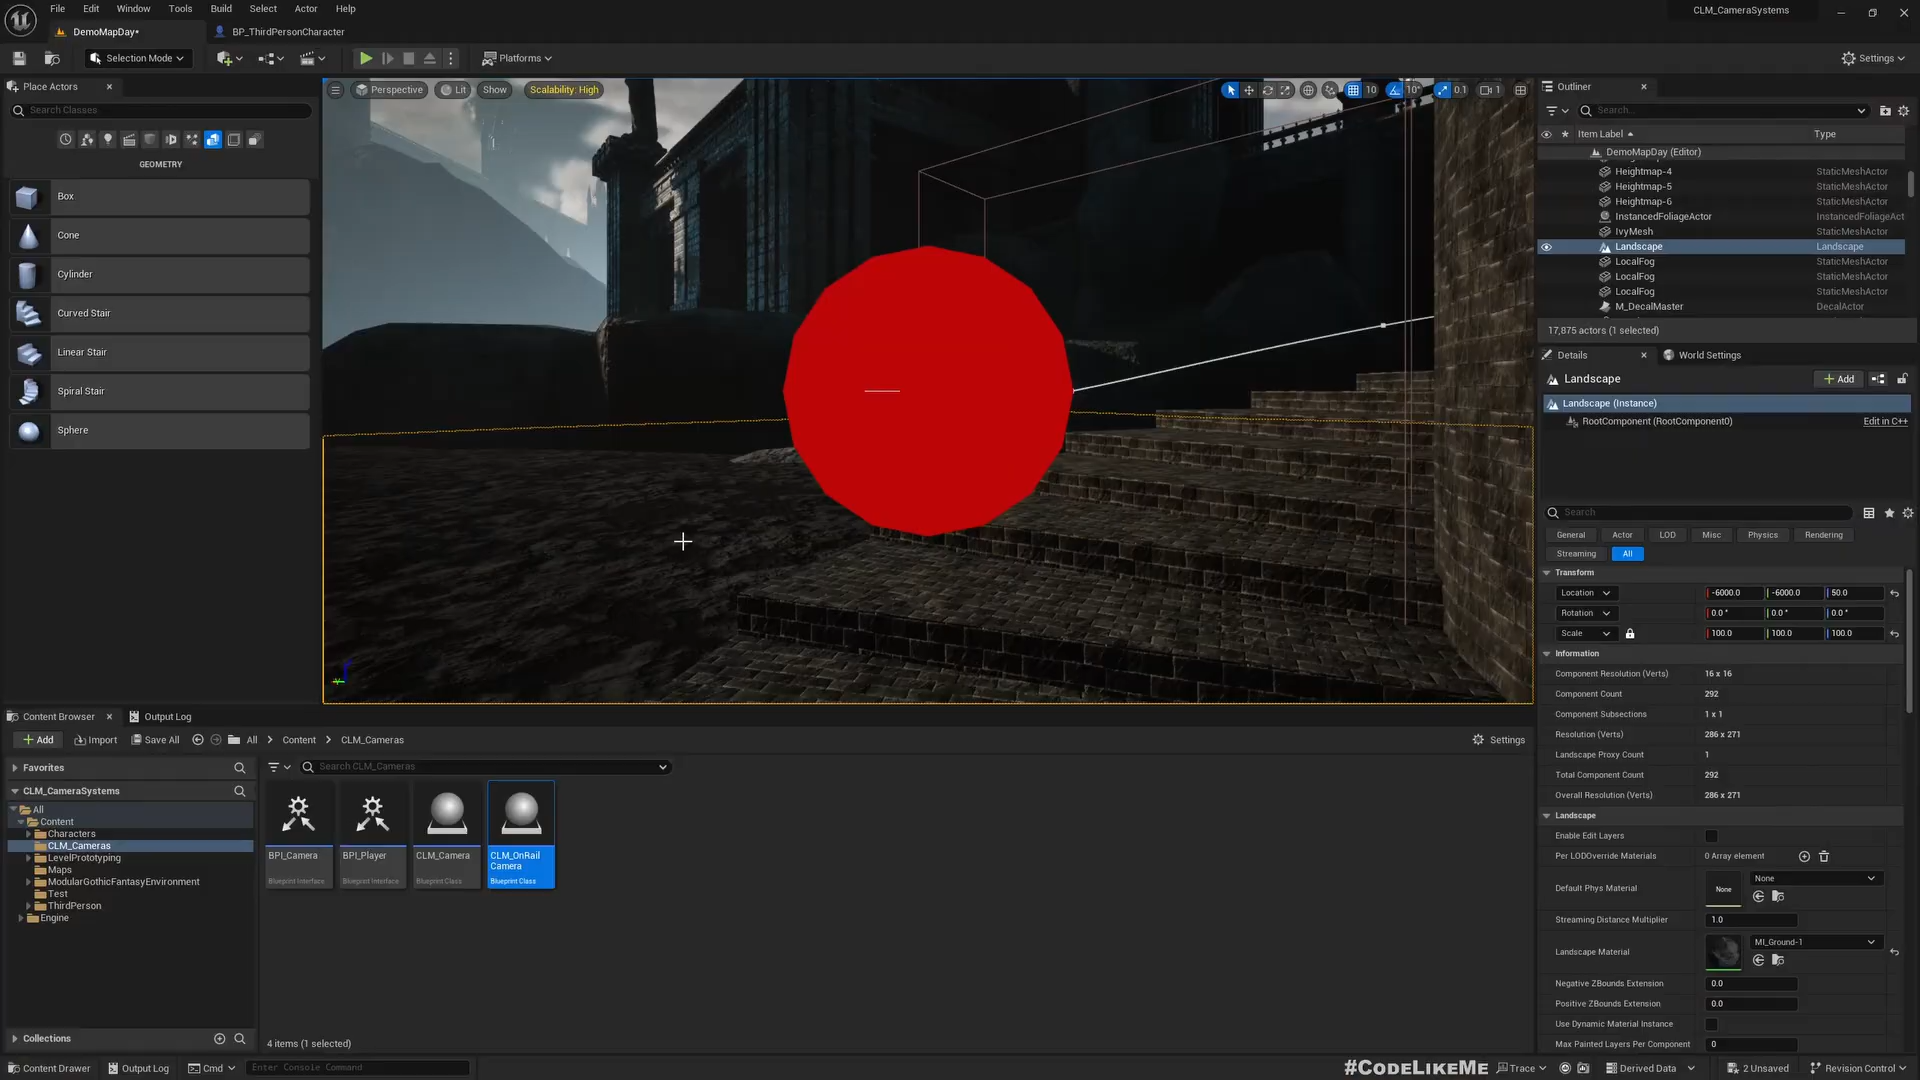 File Edit Window Tools Build Select Actor Help
CLM_CameraSystems
DemoMapDay•
BP_ThirdPersonCharacter
Selection Mode
Platforms
Settings
Place Actors
Search Classes
GEOMETRY
Box
Cone
Cylinder
Curved Stair
Linear Stair
Spiral Stair
Sphere
Perspective
Lit
Show
Scalability: High
10
10°
0.1
1
Outliner
Search...
Item Label
Type
DemoMapDay (Editor)
Heightmap-4 StaticMeshActor
Heightmap-5 StaticMeshActor
Heightmap-6 StaticMeshActor
InstancedFoliageActor InstancedFoliageAct
IvyMesh StaticMeshActor
Landscape Landscape
LocalFog StaticMeshActor
LocalFog StaticMeshActor
LocalFog StaticMeshActor
M_DecalMaster DecalActor
17,875 actors (1 selected)
Details
World Settings
Landscape
Add
Landscape (Instance)
RootComponent (RootComponent0)
Edit in C++
Search
General Actor LOD Misc Physics Rendering
Streaming All
Transform
Location -6000.0 -6000.0 50.0
Rotation 0.0 ° 0.0 ° 0.0 °
Scale 100.0 100.0 100.0
Information
Component Resolution (Verts) 16 x 16
Component Count 292
Component Subsections 1 x 1
Resolution (Verts) 286 x 271
Landscape Proxy Count 1
Total Component Count 292
Overall Resolution (Verts) 286 x 271
Landscape
Enable Edit Layers
Per LODOverride Materials 0 Array element
Default Phys Material None None
Streaming Distance Multiplier 1.0
Landscape Material MI_Ground-1
Negative ZBounds Extension 0.0
Positive ZBounds Extension 0.0
Use Dynamic Material Instance
Max Painted Layers Per Component 0
Content Browser
Output Log
Add
Import
Save All
All
Content
CLM_Cameras
Settings
Favorites
CLM_CameraSystems
All
Content
Characters
CLM_Cameras
LevelPrototyping
Maps
ModularGothicFantasyEnvironment
Test
ThirdPerson
Engine
Collections
Search CLM_Cameras
BPI_Camera
Blueprint Interface
BPI_Player
Blueprint Interface
CLM_Camera
Blueprint Class
CLM_OnRail
Camera
Blueprint Class
4 items (1 selected)
Content Drawer
Output Log
Cmd
Enter Console Command
#CODELIKEME
Trace
Derived Data
2 Unsaved
Revision Control